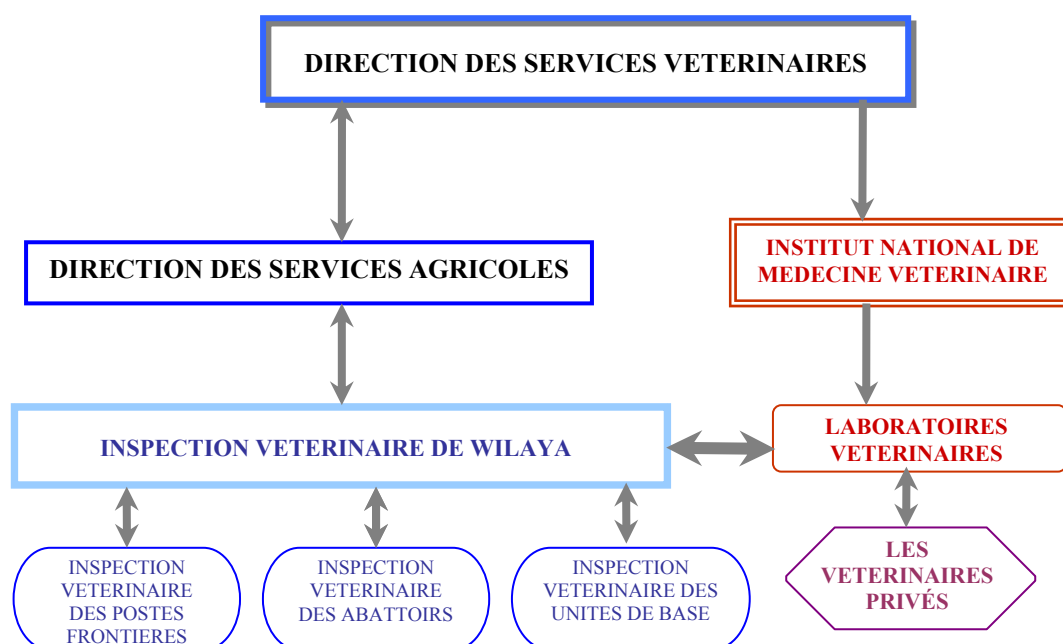 DIRECTION DES SERVICES VETERINAIRES
DIRECTION DES SERVICES AGRICOLES
INSTITUT NATIONAL DE
MEDECINE VETERINAIRE
INSPECTION VETERINAIRE DE WILAYA
LABORATOIRES
VETERINAIRES
INSPECTION
VETERINAIRE
DES POSTES
FRONTIERES
INSPECTION
VETERINAIRE
DES ABATTOIRS
INSPECTION
VETERINAIRE DES
UNITES DE BASE
LES
VETERINAIRES
PRIVÉS